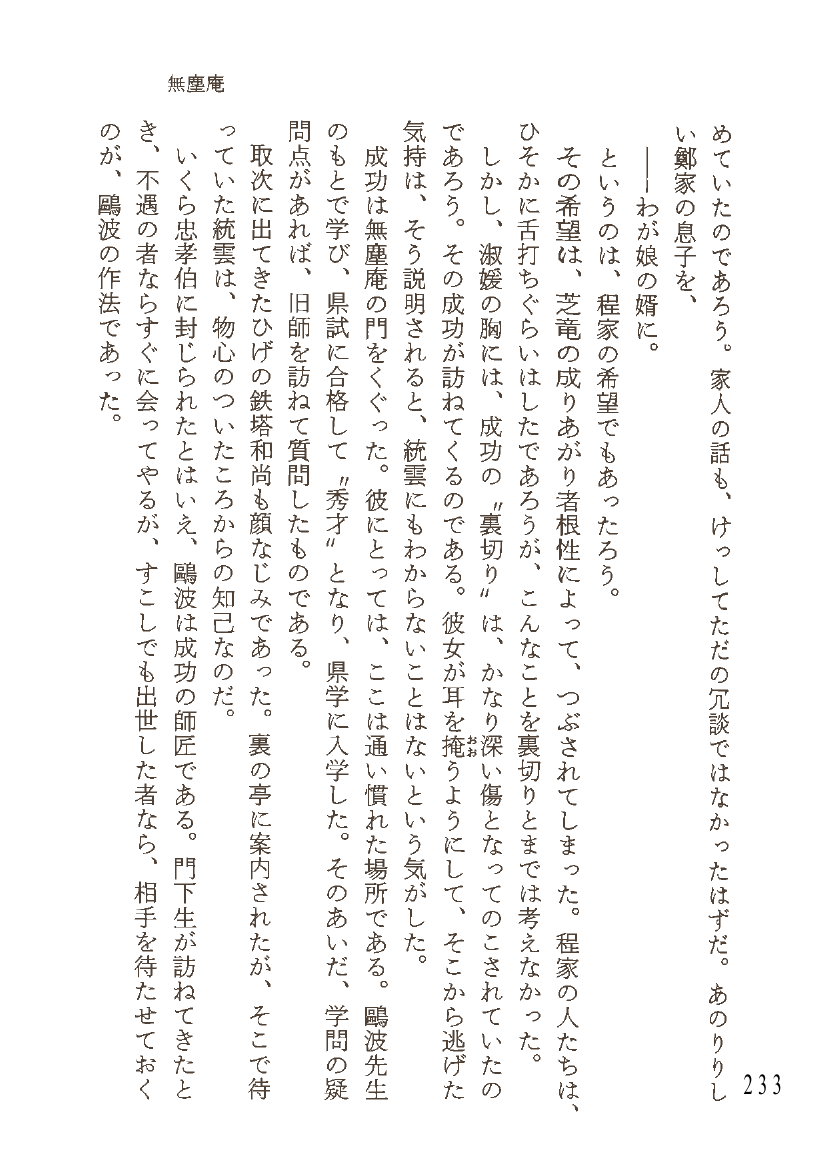 無塵庵
めていたのであろう。家人の話も、けっしてただの冗談ではなかったはずだ。あのりりし
い鄭家の息子を、
――わが娘の婿に。
というのは、程家の希望でもあったろう。
その希望は、芝竜の成りあがり者根性によって、つぶされてしまった。程家の人たちは、
ひそかに舌打ちぐらいはしたであろうが、こんなことを裏切りとまでは考えなかった。
しかし、淑媛の胸には、成功の〝裏切り〟は、かなり深い傷となってのこされていたの
であろう。その成功が訪ねてくるのである。彼女が耳を掩うようにして、そこから逃げた
おお
気持は、そう説明されると、統雲にもわからないことはないという気がした。
成功は無塵庵の門をくぐった。彼にとっては、ここは通い慣れた場所である。鷗波先生
のもとで学び、県試に合格して〝秀才〟となり、県学に入学した。そのあいだ、学問の疑
問点があれば、旧師を訪ねて質問したものである。
取次に出てきたひげの鉄塔和尚も顔なじみであった。裏の亭に案内されたが、そこで待
っていた統雲は、物心のついたころからの知己なのだ。
いくら忠孝伯に封じられたとはいえ、鷗波は成功の師匠である。門下生が訪ねてきたと
き、不遇の者ならすぐに会ってやるが、すこしでも出世した者なら、相手を待たせておく
のが、鷗波の作法であった。
233